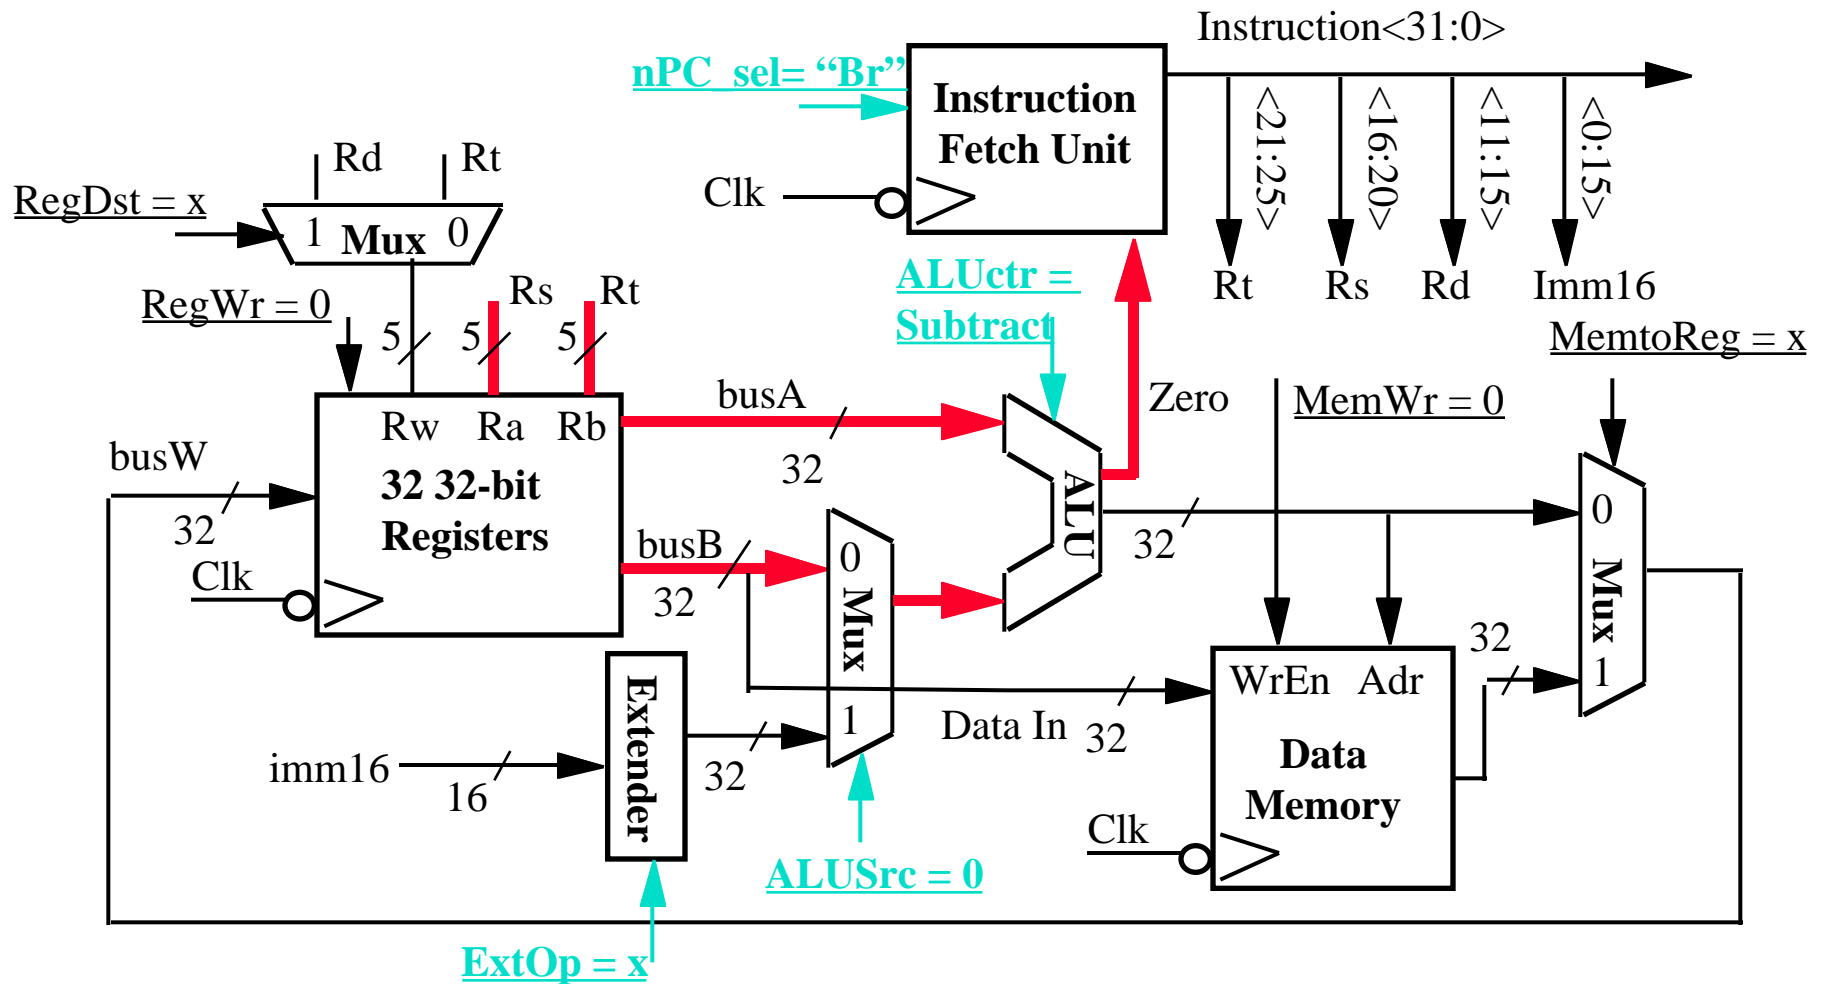 Instruction<31:0>
nPC_sel= “Br”
Instruction
Fetch Unit
<21:25>
<16:20>
<11:15>
<0:15>
Rd
Rt
Clk
RegDst = x
1
Mux
0
ALUctr =
Subtract
Rt
Rs
Rd
Imm16
RegWr = 0
Rs
Rt
5
5
5
MemtoReg = x
busA
Zero
MemWr = 0
Rw
Ra
Rb
busW
32
32 32-bit
Registers
32
ALU
0
32
busB
0
32
Clk
32
Mux
Mux
32
1
WrEn
Adr
Extender
1
Data In
32
imm16
16
32
Data
Memory
Clk
ALUSrc = 0
ExtOp = x